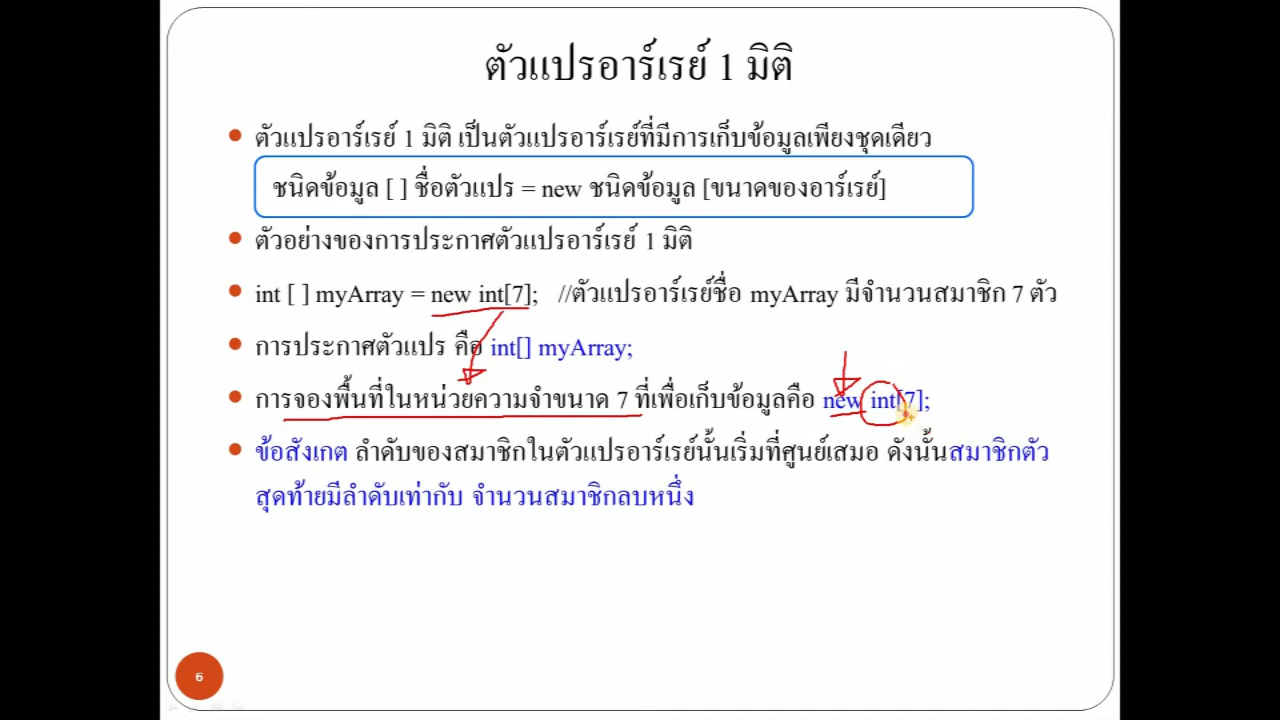 ตัวแปรอาร์เรย์ 1 มิติ
ตัวแปรอาร์เรย์ 1 มิติ เป็นตัวแปรอาร์เรย์ที่มีการเก็บข้อมูลเพียงชุดเดียว
ชนิดข้อมูล [ ] ชื่อตัวแปร = new ชนิดข้อมูล [ขนาดของอาร์เรย์]
ตัวอย่างของการประกาศตัวแปรอาร์เรย์ 1 มิติ
int [ ] myArray = new int[7]; //ตัวแปรอาร์เรย์ชื่อ myArray มีจำนวนสมาชิก 7 ตัว
การประกาศตัวแปร คือ int[] myArray;
การจองพื้นที่ในหน่วยความจำขนาด 7 ที่เพื่อเก็บข้อมูลคือ new int[7];
ข้อสังเกต ลำดับของสมาชิกในตัวแปรอาร์เรย์นั้นเริ่มที่ศูนย์เสมอ ดังนั้นสมาชิกตัว
สุดท้ายมีลำดับเท่ากับ จำนวนสมาชิกลบหนึ่ง
6